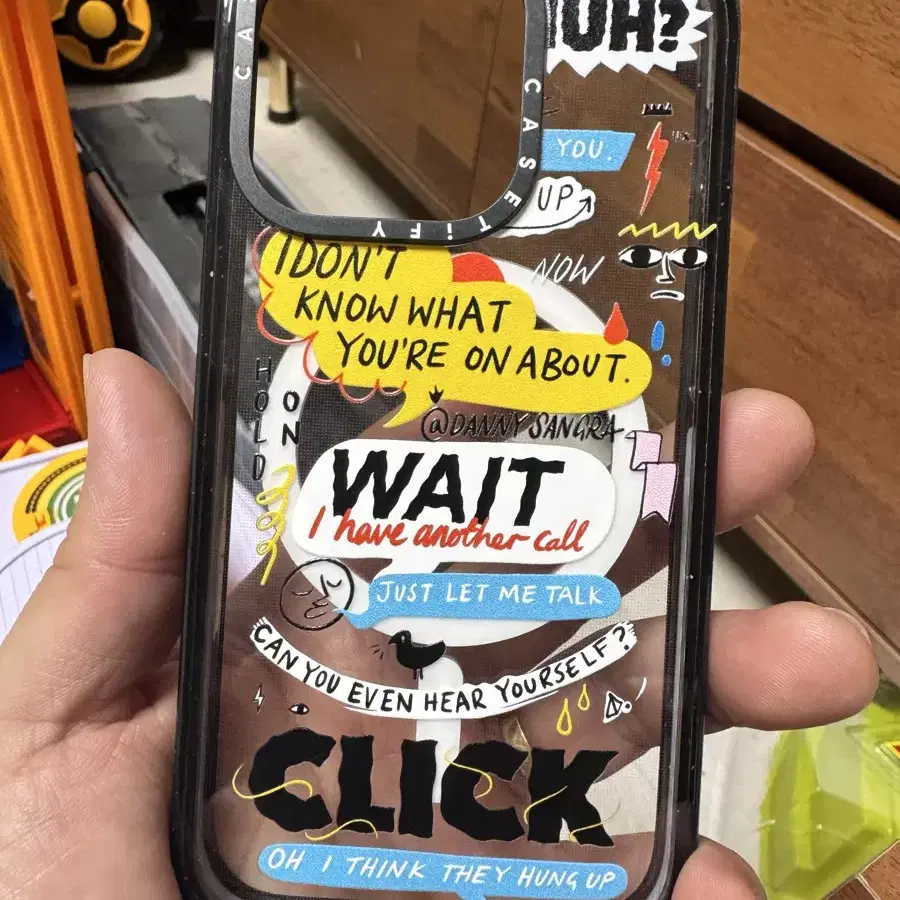 UH?
CASETiFY
YOU.
UP
NOW
I DON'T
KNOW WHAT
YOU'RE ON ABOUT.
HOLD
ON
@DANNY SANGRA
WAIT
I have another call
JUST LET ME TALK
CAN YOU EVEN HEAR YOURSELF?
CLICK
OH I THINK THEY HUNG UP